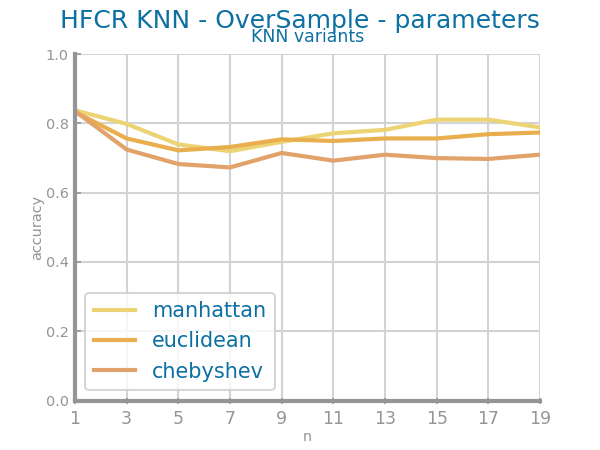 HFCR KNN - OverSample - parameters
KNN variants
1.0
0.8
0.6
0.4
0.2
0.0
accuracy
manhattan
euclidean
chebyshev
1 3 5 7 9 11 13 15 17 19
n